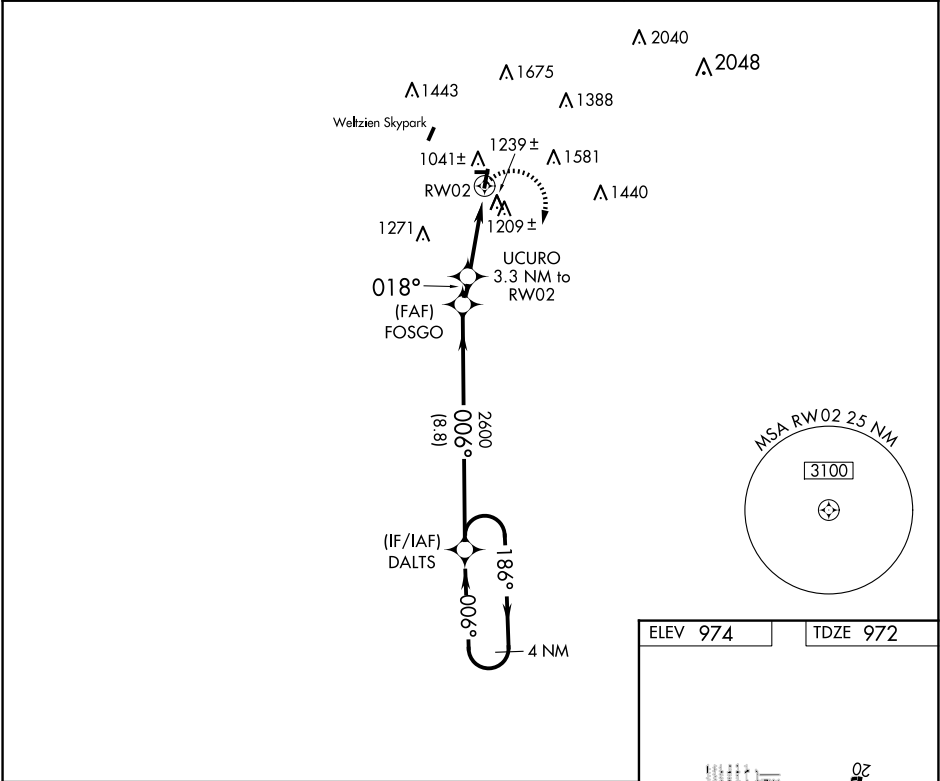 2040
2048
1675
1443
1388
Weltzien Skypark
1239±
1041±
1581
RW02
1440
1209±
1271
UCURO
3.3 NM to
RW02
018°
(FAF)
FOSGO
2600
006°
(8.8)
MSA RW02 25 NM
3100
(IF/IAF)
DALTS
186°
006°
4 NM
ELEV 974
TDZE 972
20